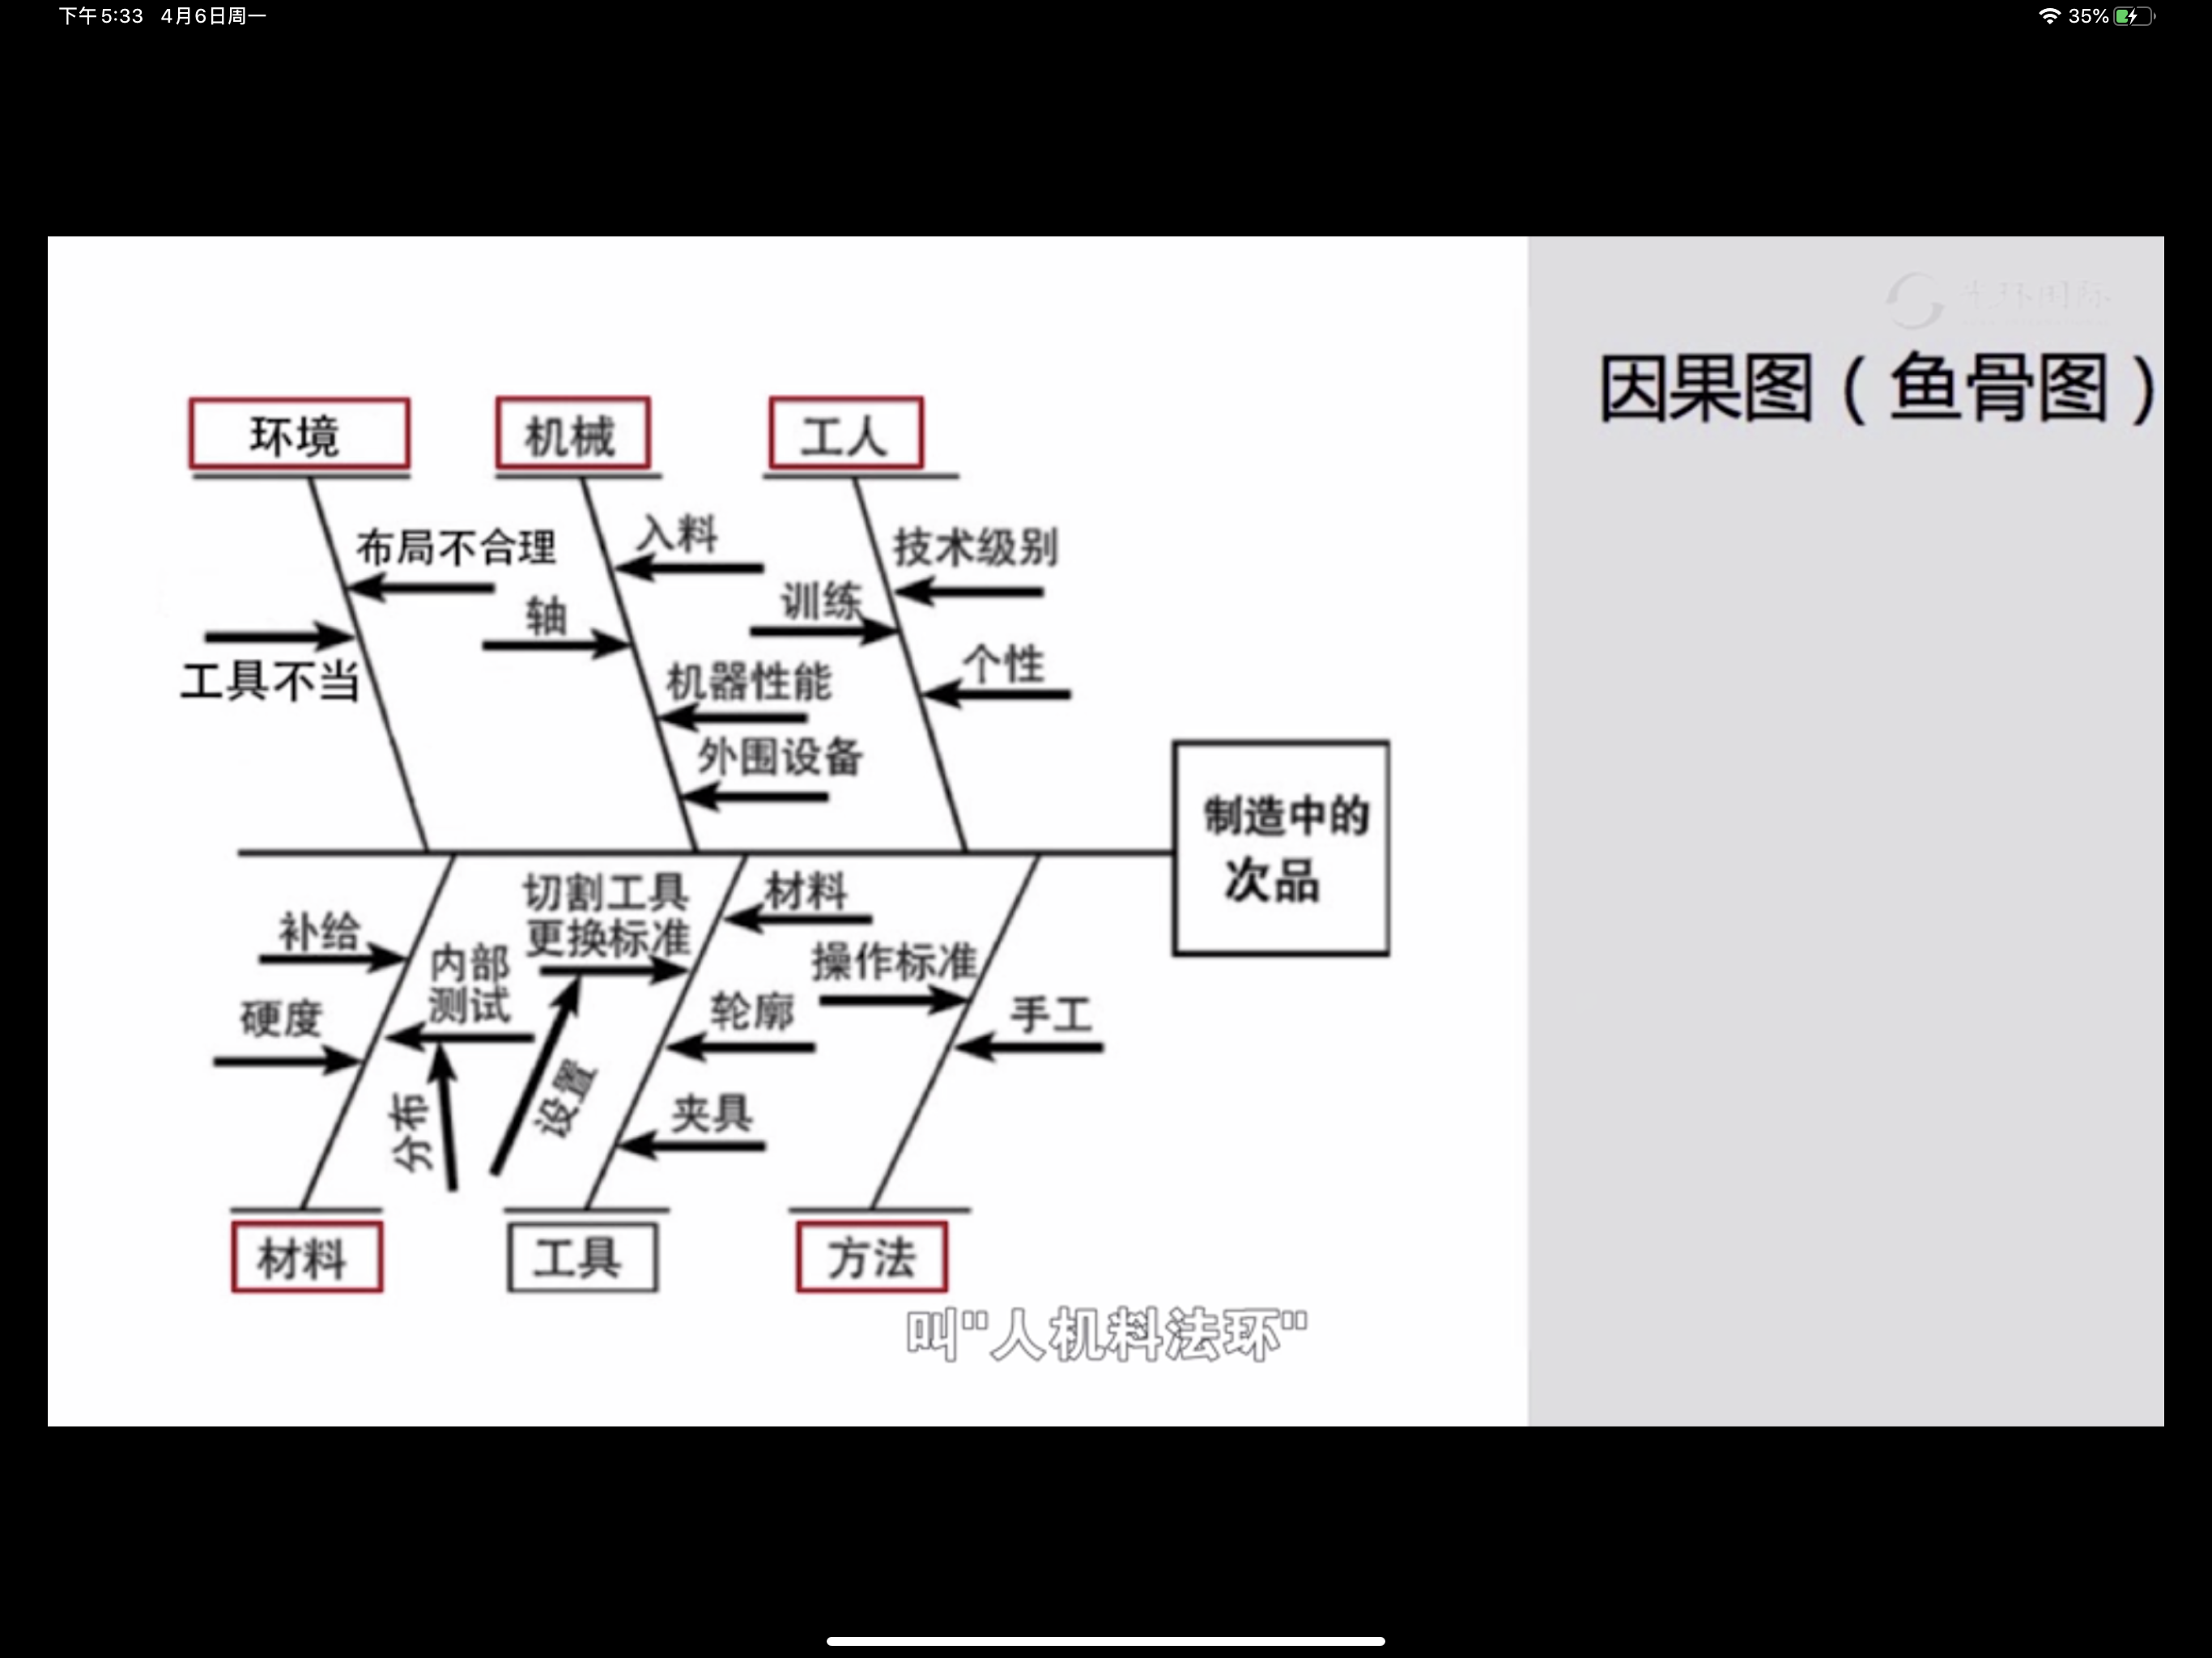 下午5:33 4月6日周一
35%
光环国际
因果图（鱼骨图）
环境
机械
工人
布局不合理
入料
技术级别
轴
训练
工具不当
机器性能
个性
外围设备
制造中的
次品
补给
切割工具
更换标准
材料
内部
测试
操作标准
硬度
轮廓
手工
设置
分布
夹具
材料
工具
方法
叫"人机料法环"